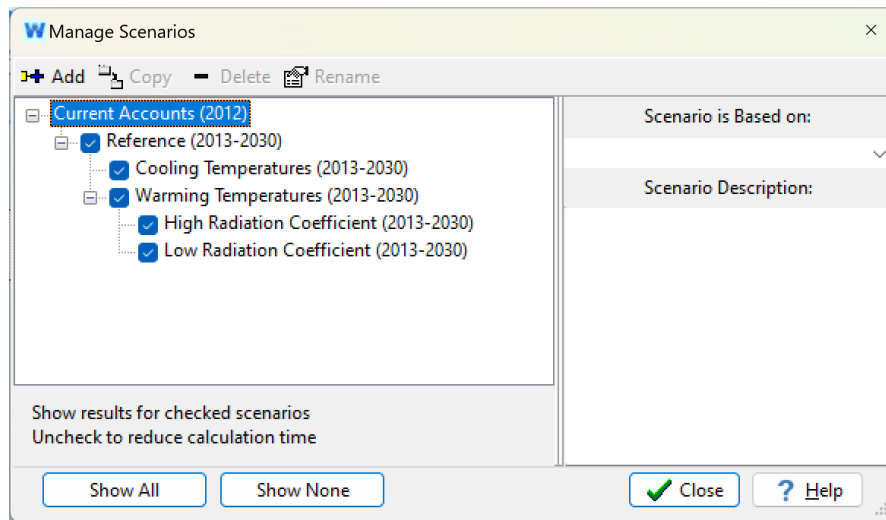 W Manage Scenarios
Add Copy Delete Rename
Current Accounts (2012)
Reference (2013-2030)
Cooling Temperatures (2013-2030)
Warming Temperatures (2013-2030)
High Radiation Coefficient (2013-2030)
Low Radiation Coefficient (2013-2030)
Show results for checked scenarios
Uncheck to reduce calculation time
Scenario is Based on:
Scenario Description:
Show All Show None Close ? Help